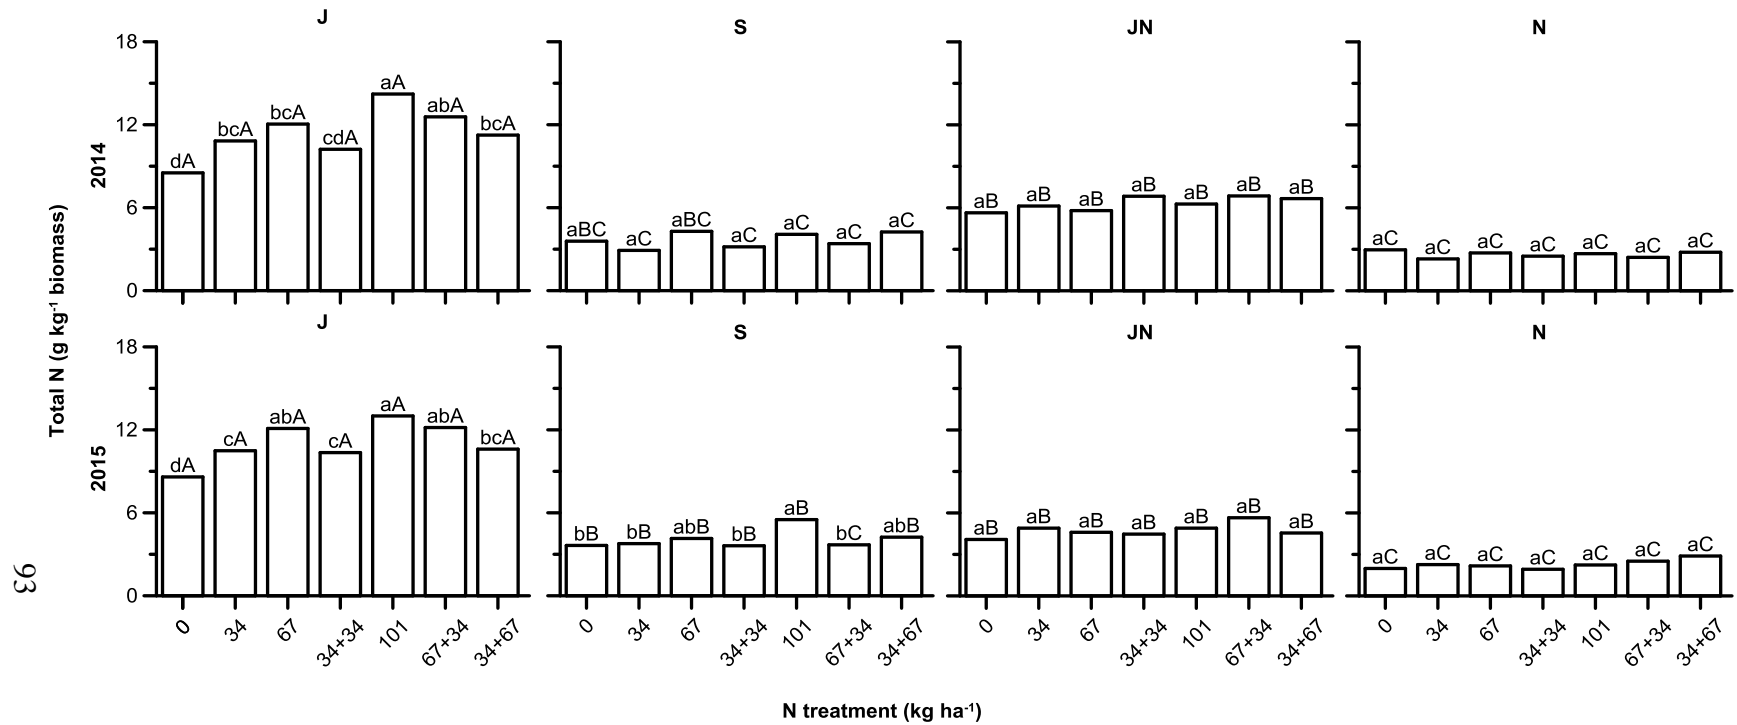 J S JN N
18
12
6
0
dA bcA bcA cdA aA abA bcA
aBC aC aBC aC aC aC aC
aB aB aB aB aB aB aB
aC aC aC aC aC aC aC
2014
Total N (g kg⁻¹ biomass)
J S JN N
18
12
6
0
dA cA abA cA aA abA bcA
bB bB abB bB aB bC abB
aB aB aB aB aB aB aB
aC aC aC aC aC aC aC
2015
0 34 67 34+34 101 67+34 34+67
0 34 67 34+34 101 67+34 34+67
0 34 67 34+34 101 67+34 34+67
0 34 67 34+34 101 67+34 34+67
N treatment (kg ha⁻¹)
93